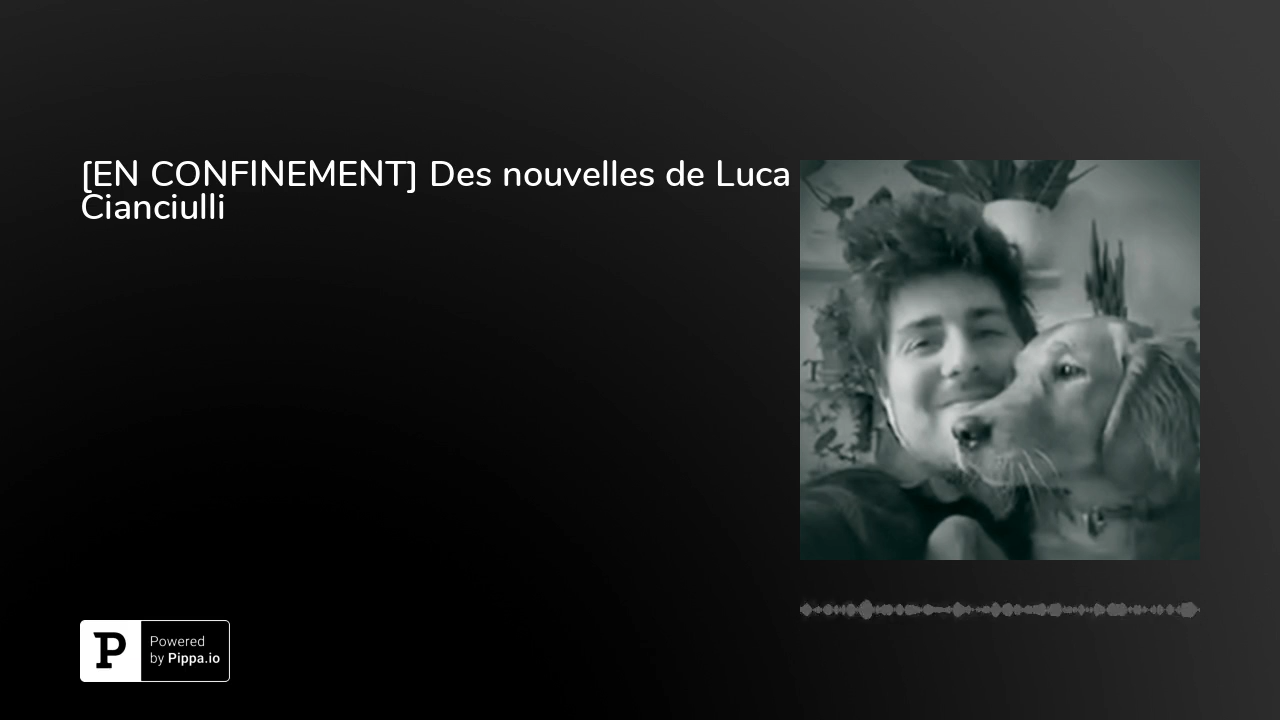 [EN CONFINEMENT] Des nouvelles de Luca
Cianciulli
P
Powered
by Pippa.io